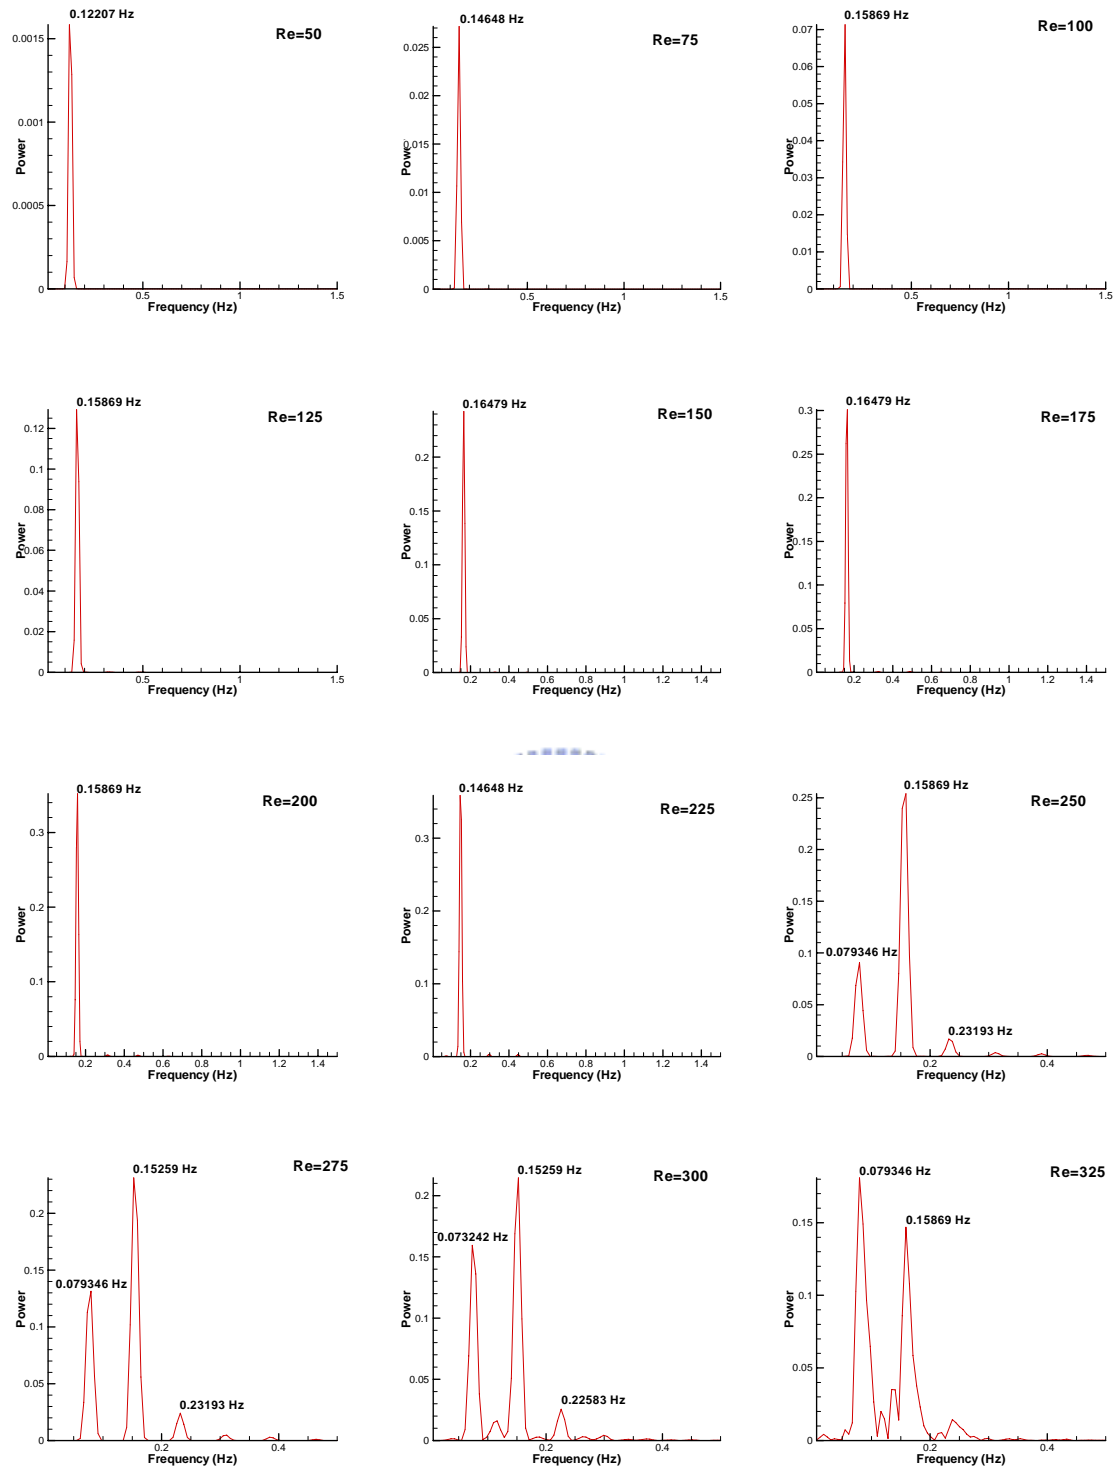 0.12207 Hz
Re=50
0.0015
0.001
0.0005
0
Power
0.5
1
1.5
Frequency (Hz)
0.14648 Hz
Re=75
0.025
0.02
0.015
0.01
0.005
0
Power
0.5
1
1.5
Frequency (Hz)
0.15869 Hz
Re=100
0.07
0.06
0.05
0.04
0.03
0.02
0.01
0
Power
0.5
1
1.5
Frequency (Hz)
0.15869 Hz
Re=125
0.12
0.1
0.08
0.06
0.04
0.02
0
Power
0.5
1
1.5
Frequency (Hz)
0.16479 Hz
Re=150
0.2
0.15
0.1
0.05
0
Power
0.2
0.4
0.6
0.8
1
1.2
1.4
Frequency (Hz)
0.16479 Hz
Re=175
0.3
0.25
0.2
0.15
0.1
0.05
0
Power
0.2
0.4
0.6
0.8
1
1.2
1.4
Frequency (Hz)
0.15869 Hz
Re=200
0.3
0.2
0.1
0
Power
0.2
0.4
0.6
0.8
1
1.2
1.4
Frequency (Hz)
0.14648 Hz
Re=225
0.3
0.2
0.1
0
Power
0.2
0.4
0.6
0.8
1
1.2
1.4
Frequency (Hz)
0.15869 Hz
Re=250
0.25
0.2
0.15
0.1
0.05
0
Power
0.079346 Hz
0.23193 Hz
0.2
0.4
Frequency (Hz)
0.15259 Hz
Re=275
0.2
0.15
0.1
0.05
0
Power
0.079346 Hz
0.23193 Hz
0.2
0.4
Frequency (Hz)
0.15259 Hz
Re=300
0.2
0.15
0.1
0.05
0
Power
0.073242 Hz
0.22583 Hz
0.2
0.4
Frequency (Hz)
0.079346 Hz
Re=325
0.15869 Hz
0.15
0.1
0.05
0
Power
0.2
0.4
Frequency (Hz)